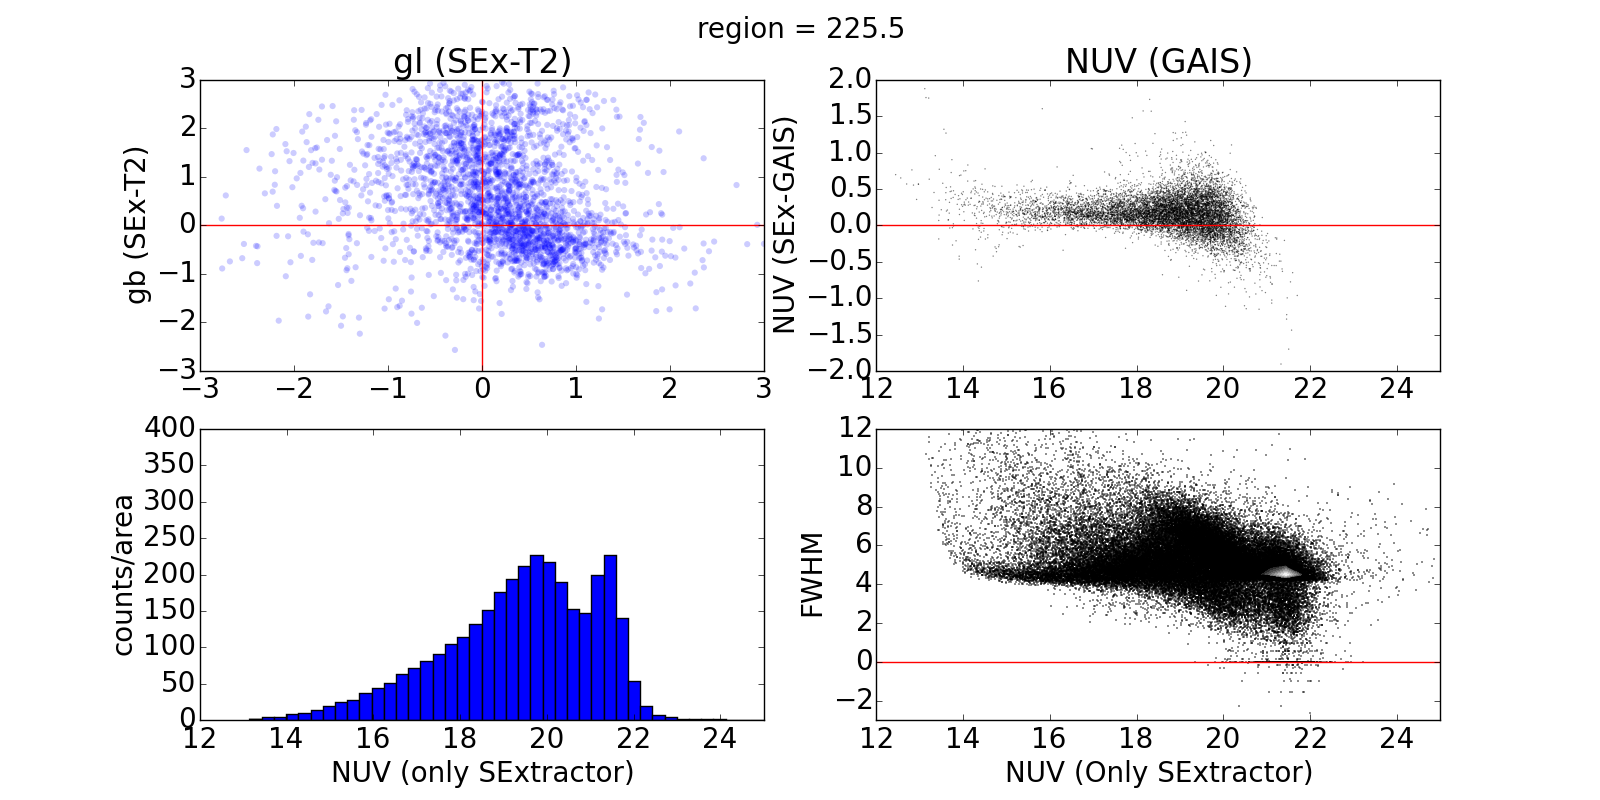 region = 225.5
gl (SEx-T2)
NUV (GAIS)
3
2
1
0
−1
−2
−3
gb (SEx-T2)
−3 −2 −1 0 1 2 3
2.0
1.5
1.0
0.5
0.0
−0.5
−1.0
−1.5
−2.0
NUV (SEx-GAIS)
12 14 16 18 20 22 24
400
350
300
250
200
150
100
50
0
counts/area
12 14 16 18 20 22 24
NUV (only SExtractor)
12
10
8
6
4
2
0
−2
FWHM
12 14 16 18 20 22 24
NUV (Only SExtractor)